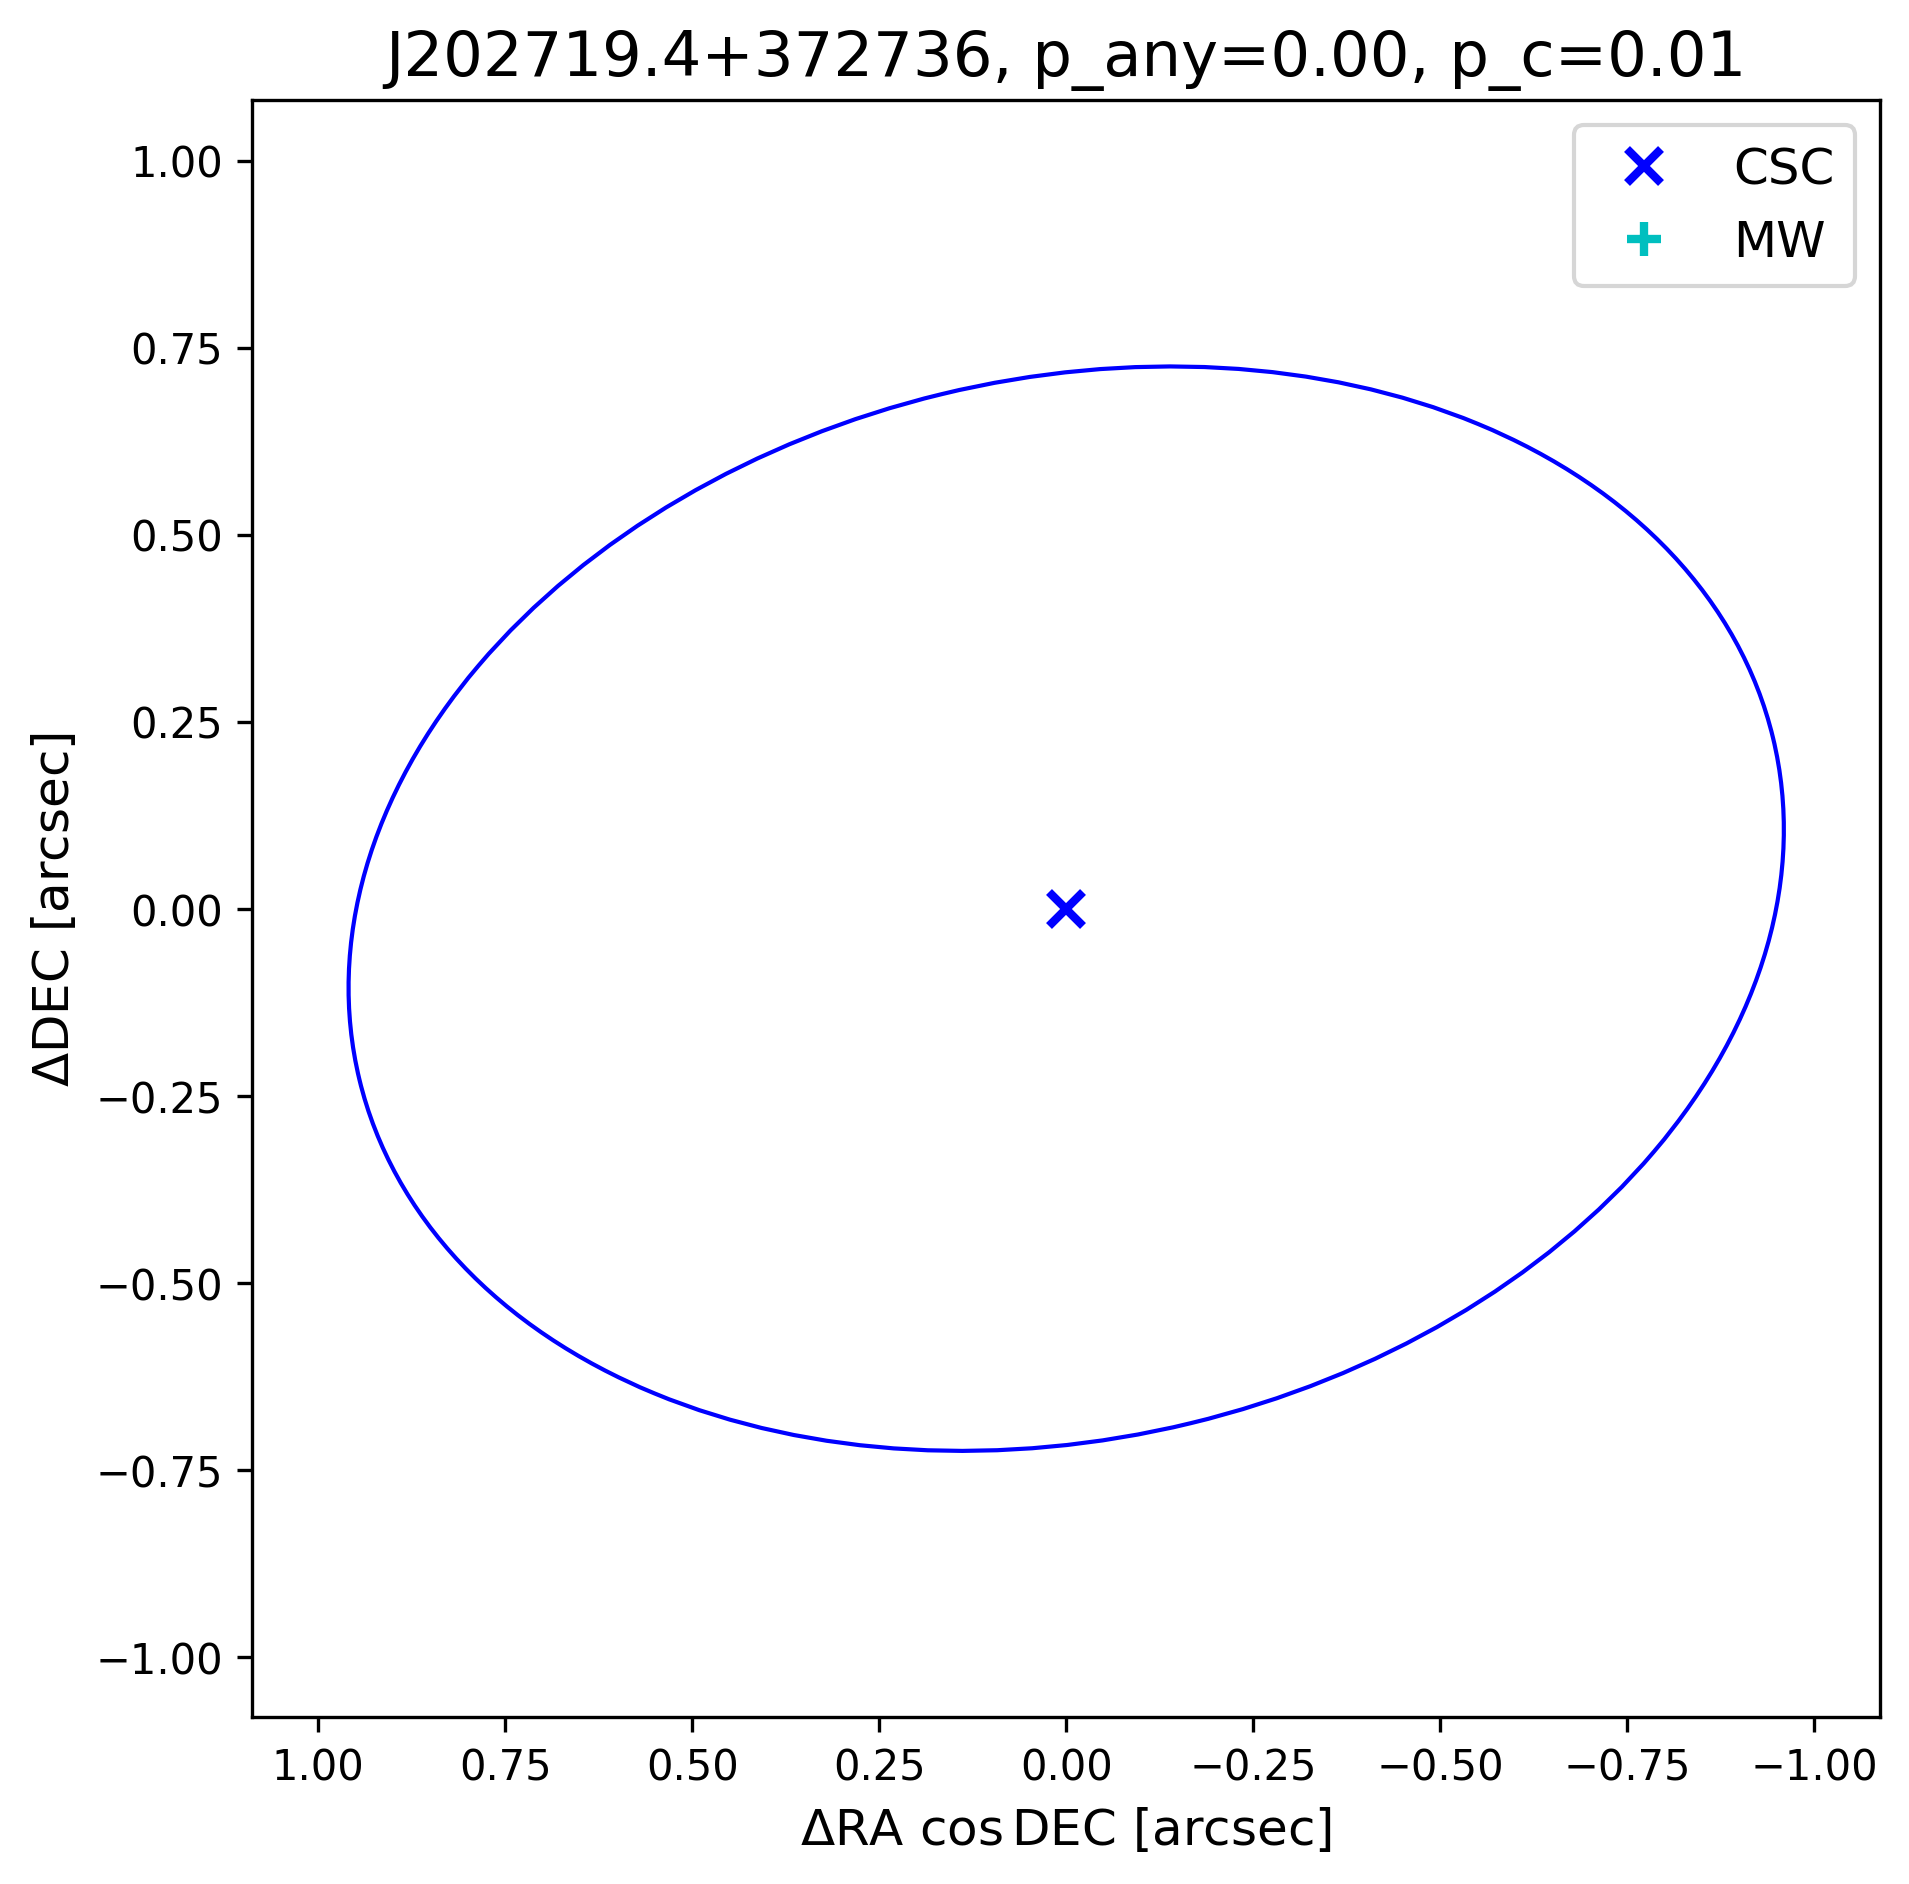 J202719.4+372736, p_any=0.00, p_c=0.01
CSC
MW
1.00
0.75
0.50
0.25
0.00
−0.25
−0.50
−0.75
−1.00
ΔDEC [arcsec]
1.00 0.75 0.50 0.25 0.00 −0.25 −0.50 −0.75 −1.00
ΔRA cos DEC [arcsec]